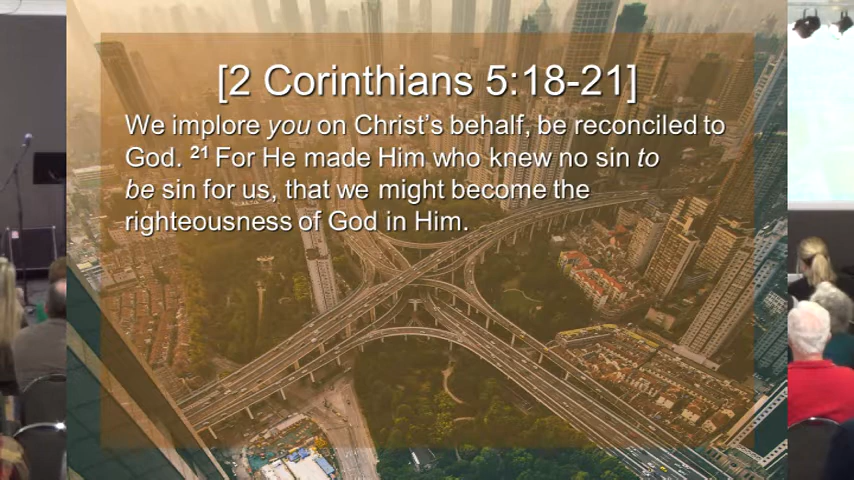 [2 Corinthians 5:18-21]
We implore you on Christ's behalf, be reconciled to
God. 21 For He made Him who knew no sin to
be sin for us, that we might become the
righteousness of God in Him.